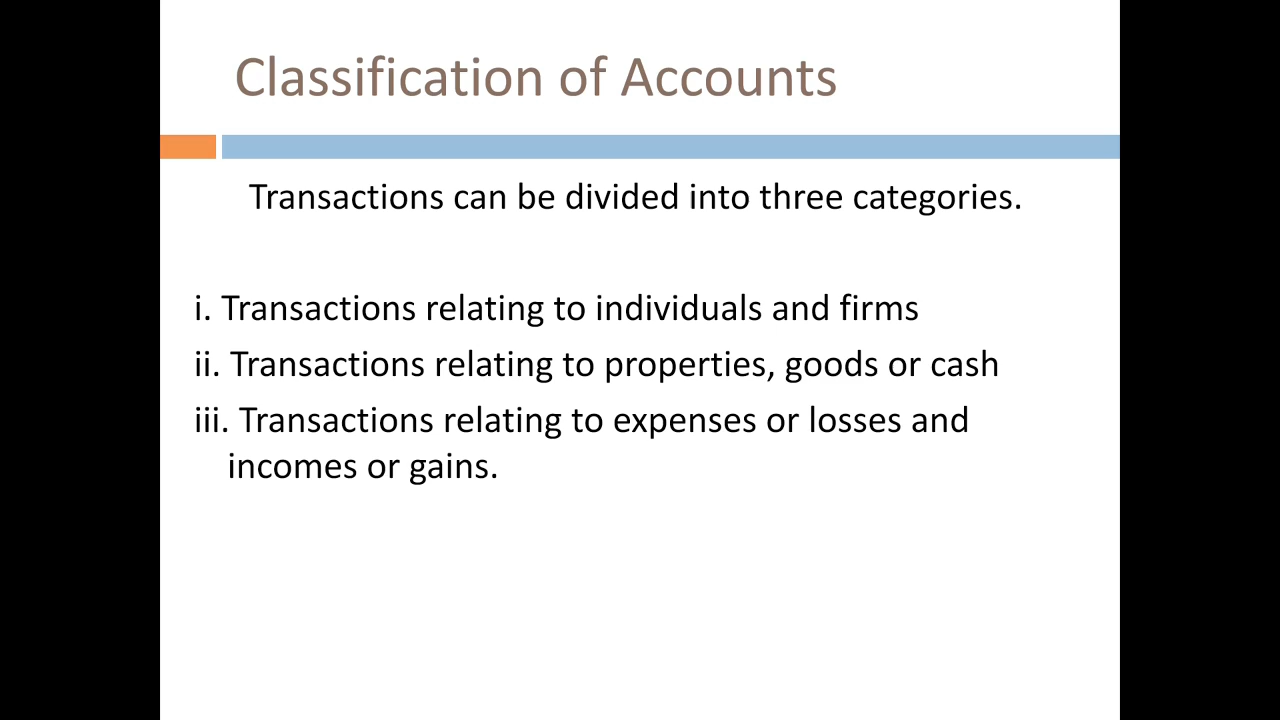 Classification of Accounts
Transactions can be divided into three categories.
i. Transactions relating to individuals and firms
ii. Transactions relating to properties, goods or cash
iii. Transactions relating to expenses or losses and
incomes or gains.